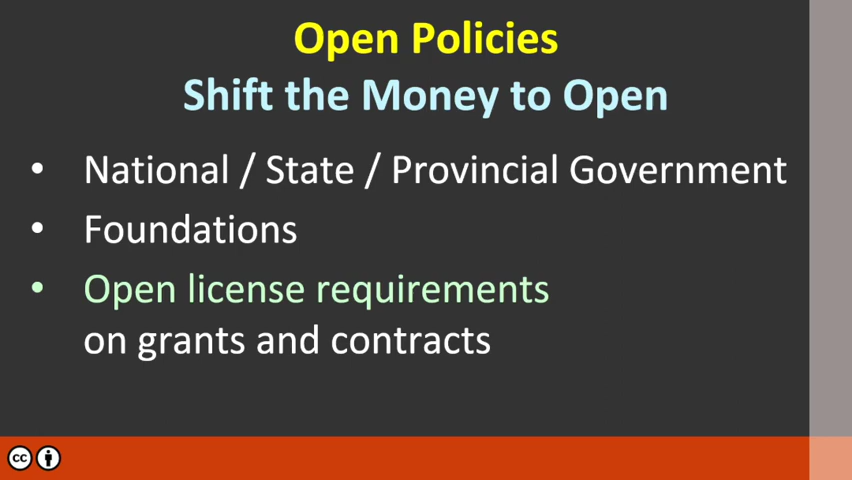 Open Policies
Shift the Money to Open
• National / State / Provincial Government
• Foundations
• Open license requirements
on grants and contracts
cc